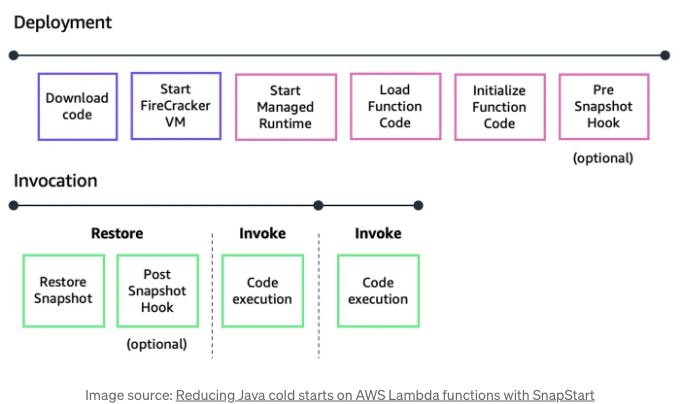 Deployment
Download
code
Start
FireCracker
VM
Start
Managed
Runtime
Load
Function
Code
Initialize
Function
Code
Pre
Snapshot
Hook
(optional)
Invocation
Restore
Invoke
Invoke
Restore
Snapshot
Post
Snapshot
Hook
(optional)
Code
execution
Code
execution
Image source: Reducing Java cold starts on AWS Lambda functions with SnapStart